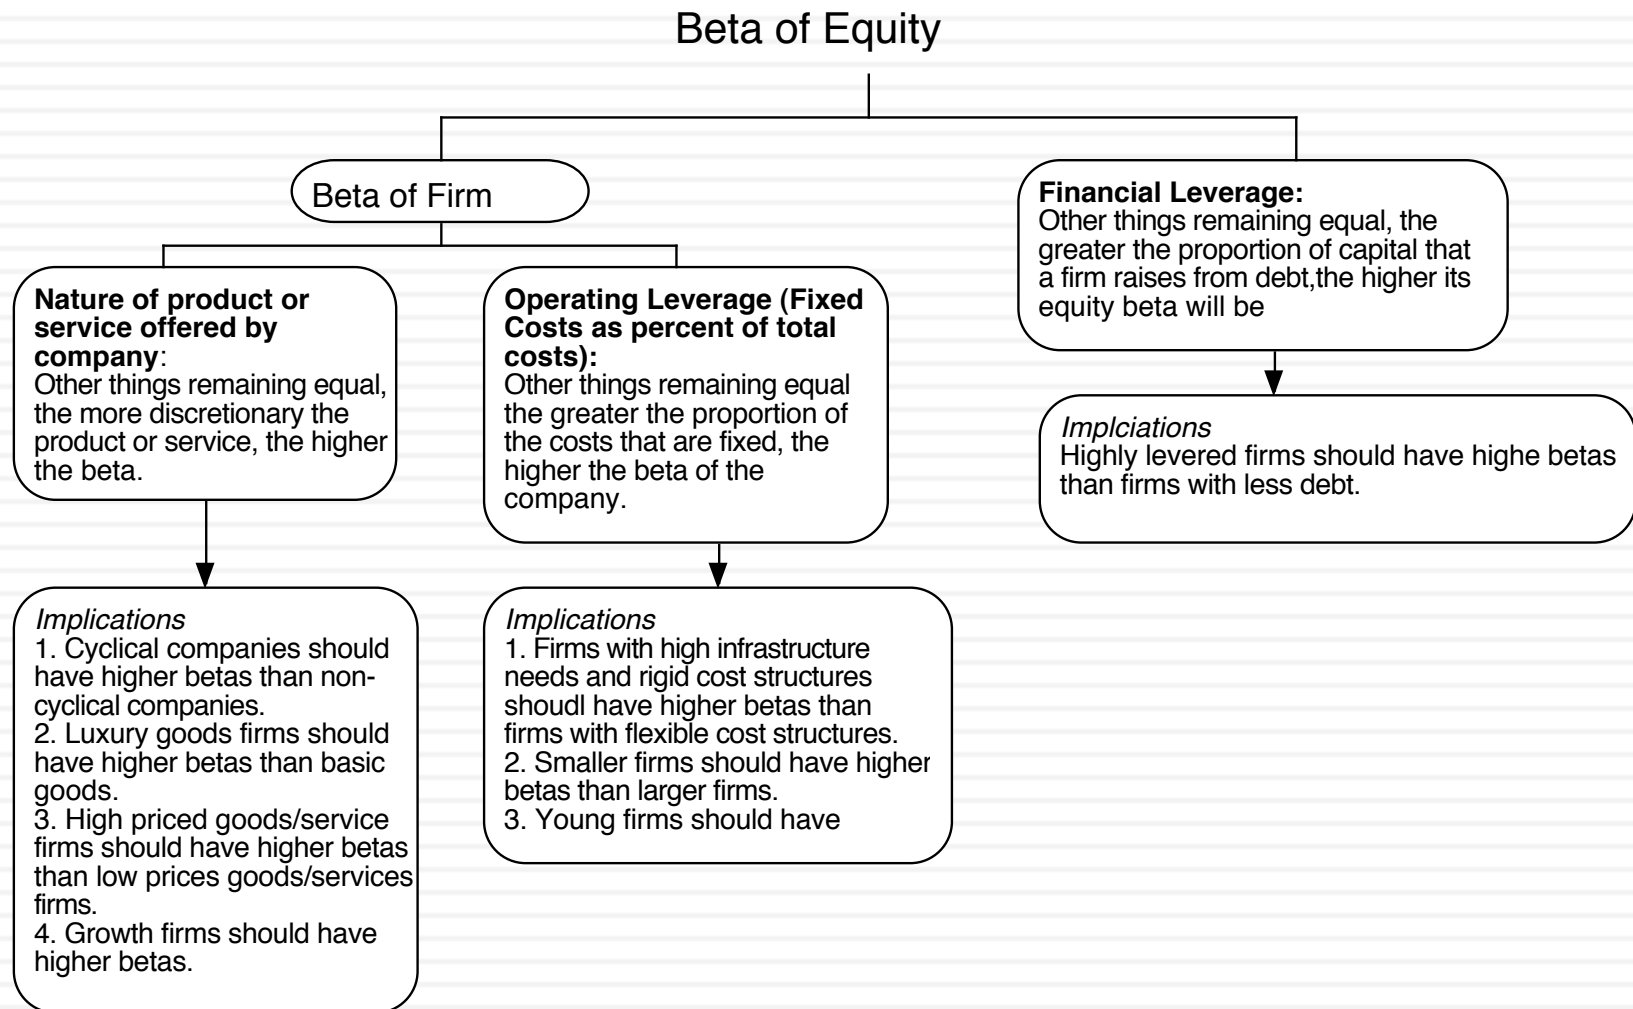 Beta of Equity
Beta of Firm
Financial Leverage:
Other things remaining equal, the
greater the proportion of capital that
a firm raises from debt,the higher its
equity beta will be
Nature of product or
service offered by
company:
Other things remaining equal,
the more discretionary the
product or service, the higher
the beta.
Operating Leverage (Fixed
Costs as percent of total
costs):
Other things remaining equal
the greater the proportion of
the costs that are fixed, the
higher the beta of the
company.
Implciations
Highly levered firms should have highe betas
than firms with less debt.
Implications
1. Cyclical companies should
have higher betas than non-
cyclical companies.
2. Luxury goods firms should
have higher betas than basic
goods.
3. High priced goods/service
firms should have higher betas
than low prices goods/services
firms.
4. Growth firms should have
higher betas.
Implications
1. Firms with high infrastructure
needs and rigid cost structures
shoudl have higher betas than
firms with flexible cost structures.
2. Smaller firms should have higher
betas than larger firms.
3. Young firms should have